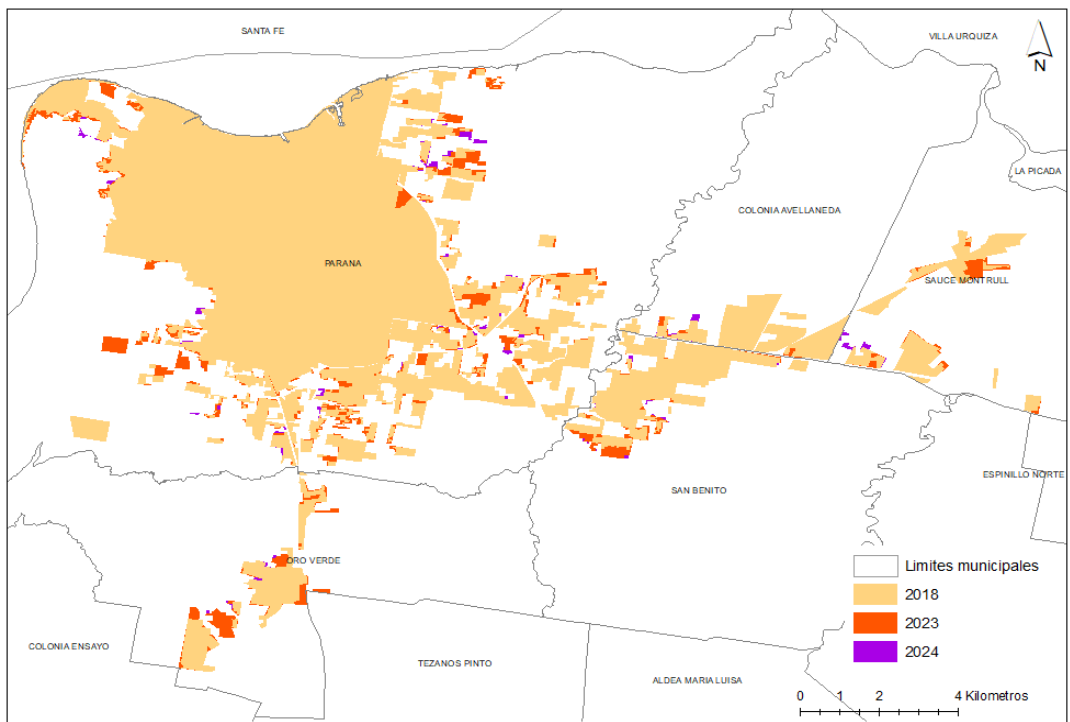 SANTA FE
VILLA URQUIZA
N
LA PICADA
COLONIA AVELLANEDA
PARANA
SAUCE MONTRULL
ESPINILLO NORTE
SAN BENITO
ORO VERDE
Limites municipales
2018
2023
2024
COLONIA ENSAYO
TEZANOS PINTO
ALDEA MARIA LUISA
0 1 2 4 Kilometros